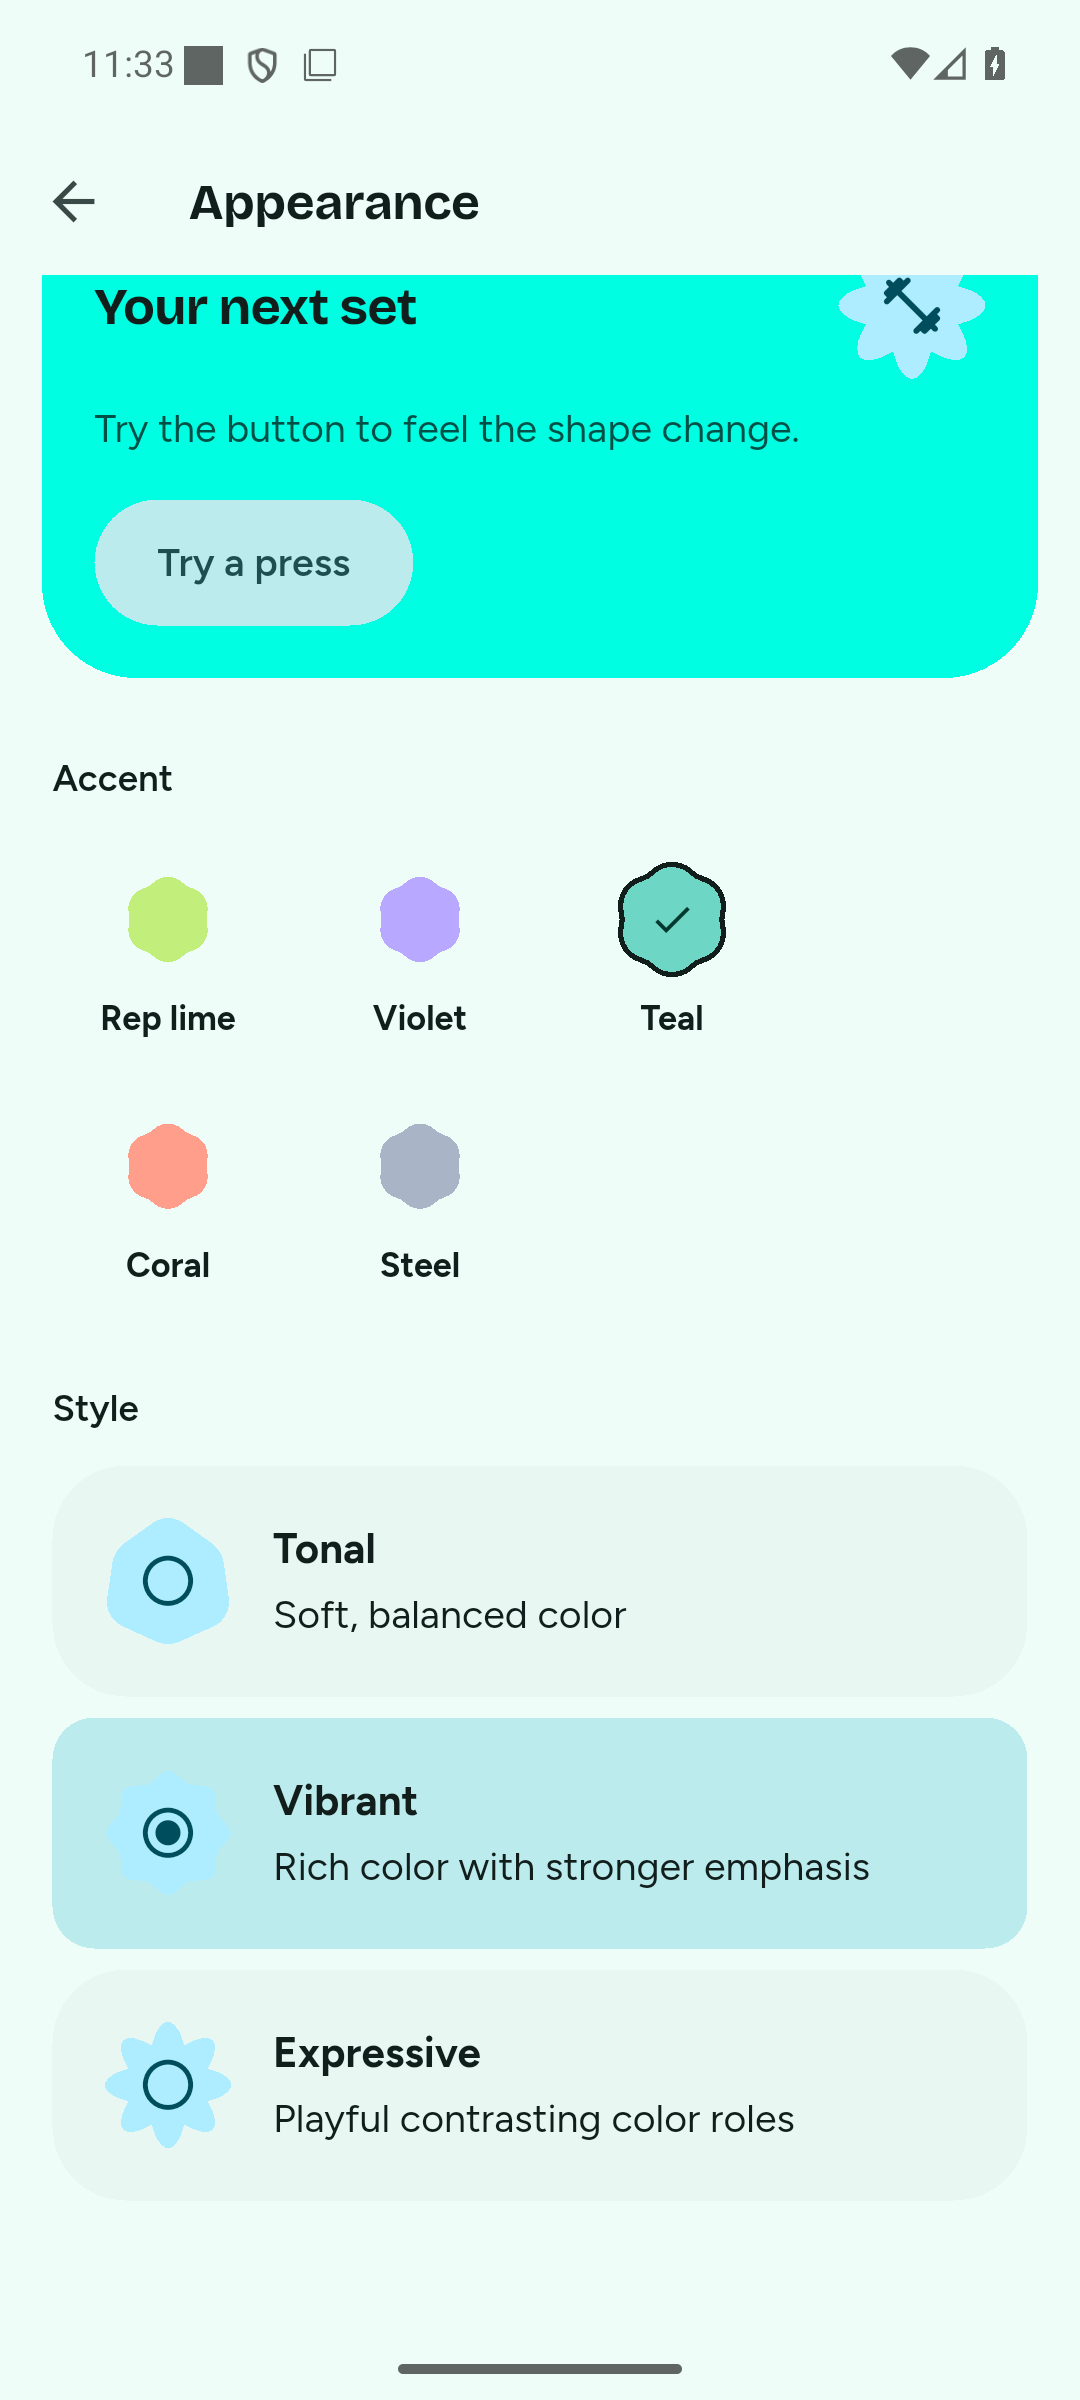 11:33
Appearance
Your next set
Try the button to feel the shape change.
Try a press
Accent
Rep lime
Violet
Teal
Coral
Steel
Style
Tonal
Soft, balanced color
Vibrant
Rich color with stronger emphasis
Expressive
Playful contrasting color roles